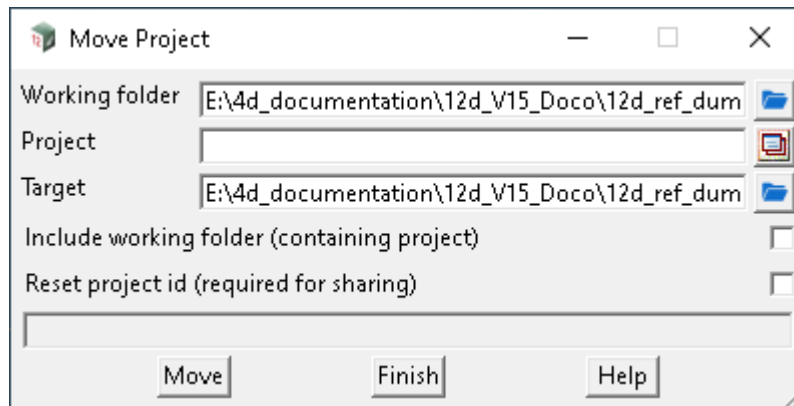 Move Project
Working folder E:\4d_documentation\12d_V15_Doco\12d_ref_dum
Project
Target E:\4d_documentation\12d_V15_Doco\12d_ref_dum
Include working folder (containing project)
Reset project id (required for sharing)
Move Finish Help